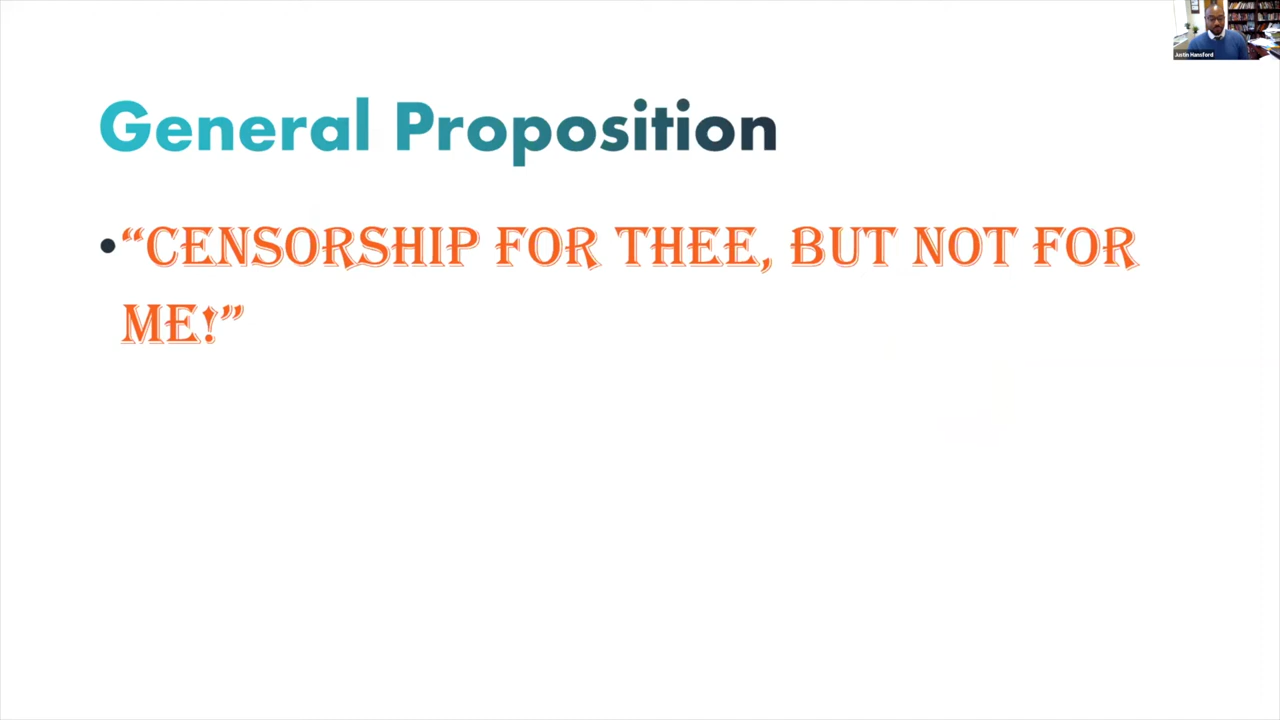 Justin Hansford
General Proposition
•“CENSORSHIP FOR THEE, BUT NOT FOR
ME!”